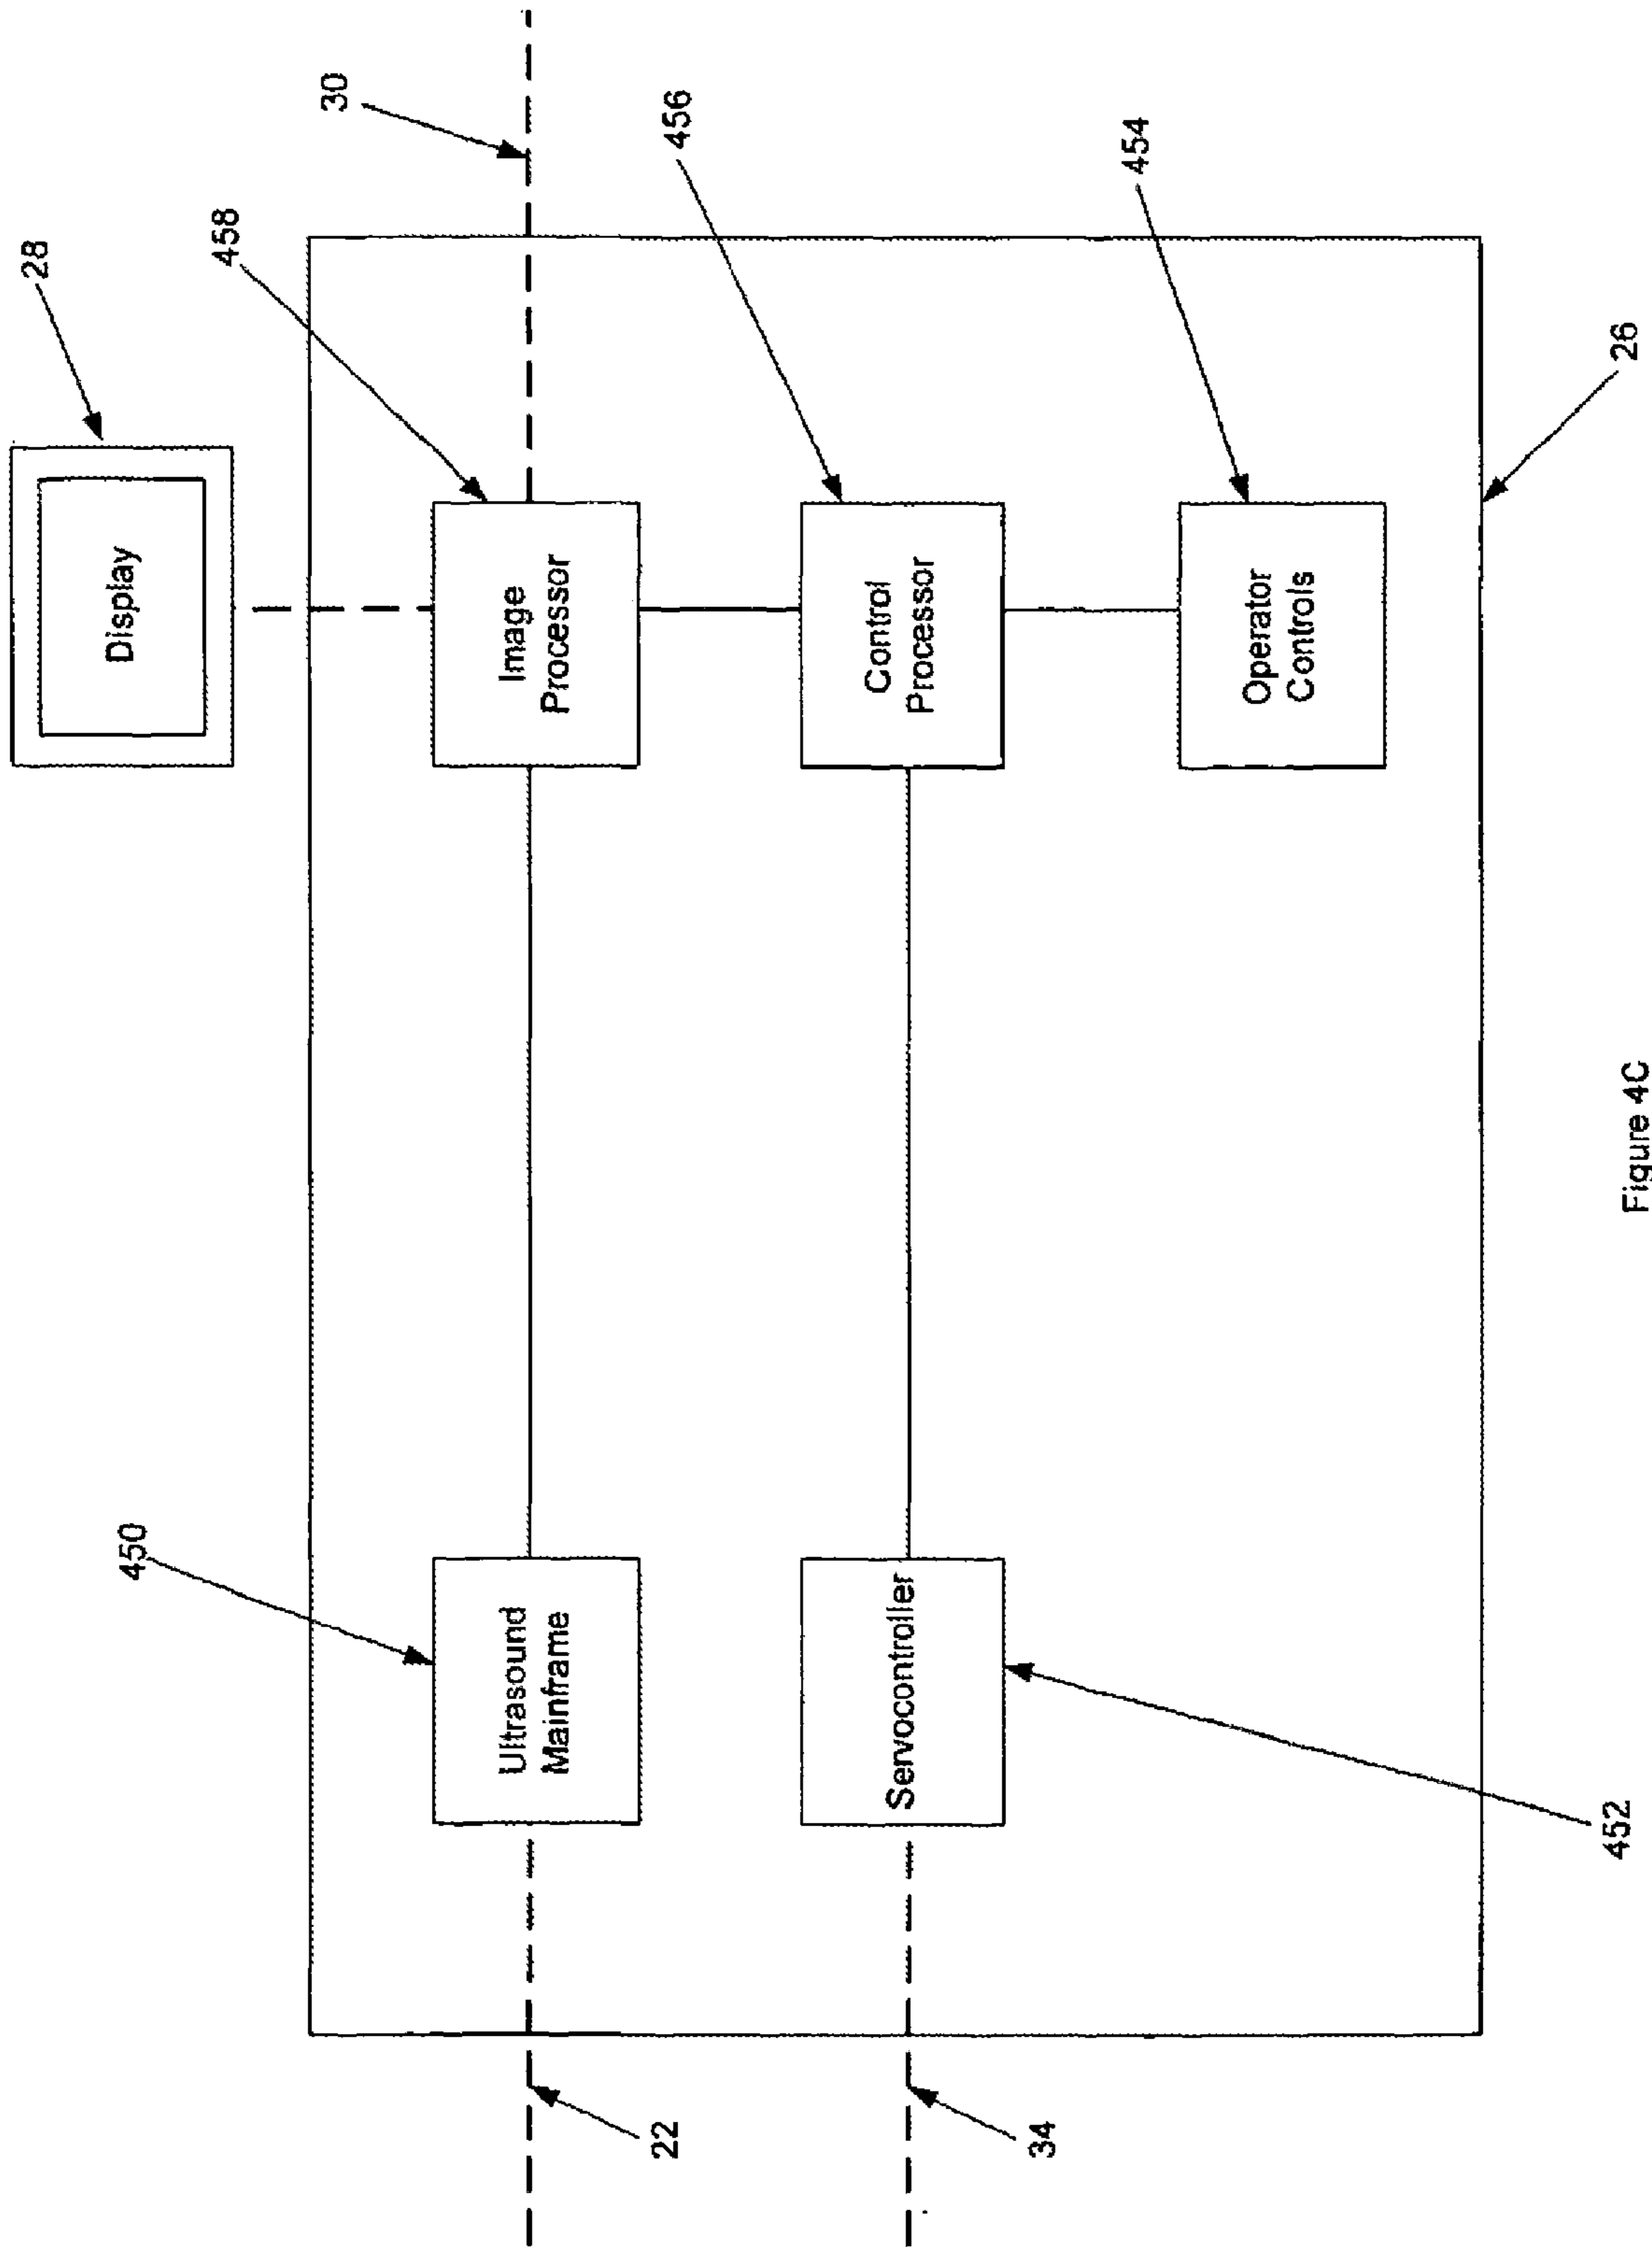 28
Display
450
458
30
Ultrasound
Mainframe
Image
Processor
22
456
Servocontroller
Control
Processor
34
454
Operator
Controls
452
26
Figure 4C